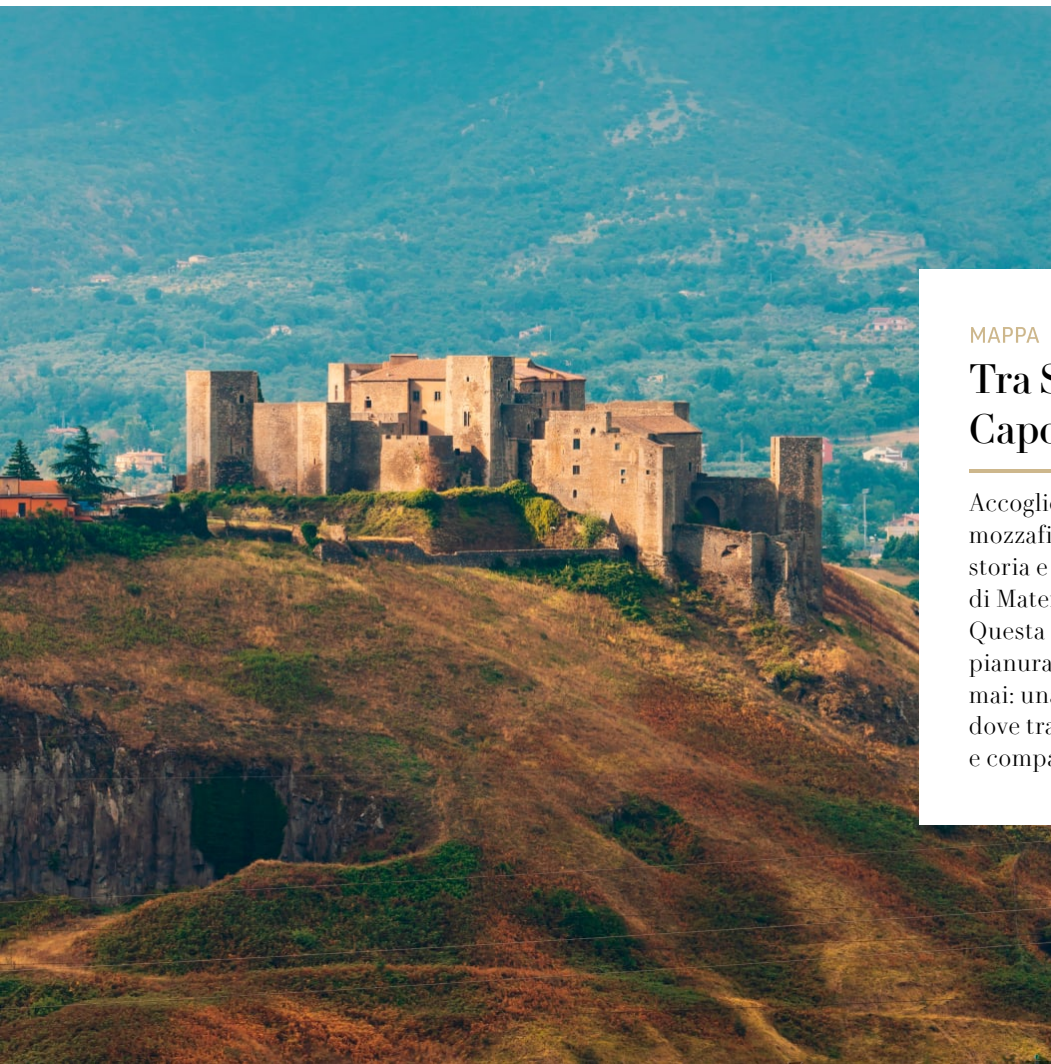 MAPPA
Tra S
Capo
Accoglie
mozzafi
storia e
di Mate
Questa
pianura
mai: una
dove tra
e compa